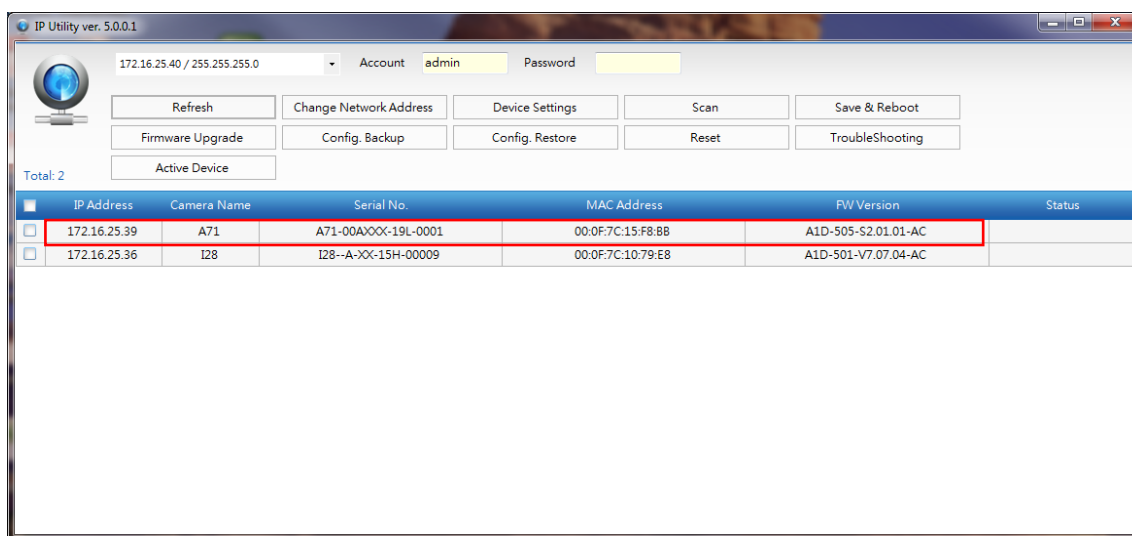 IP Utility ver. 5.0.0.1
172.16.25.40 / 255.255.255.0 Account admin Password
Refresh Change Network Address Device Settings Scan Save & Reboot
Firmware Upgrade Config. Backup Config. Restore Reset TroubleShooting
Active Device
Total: 2
IP Address Camera Name Serial No. MAC Address FW Version Status
172.16.25.39 A71 A71-00AXXX-19L-0001 00:0F:7C:15:F8:BB A1D-505-S2.01.01-AC
172.16.25.36 I28 I28--A-XX-15H-00009 00:0F:7C:10:79:E8 A1D-501-V7.07.04-AC